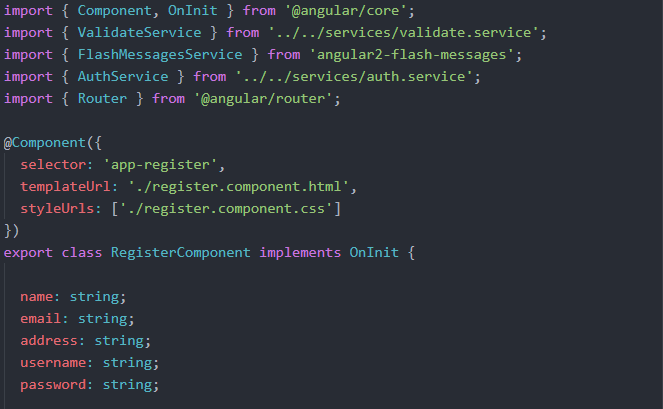 import { Component, OnInit } from '@angular/core';
import { ValidateService } from '../../services/validate.service';
import { FlashMessagesService } from 'angular2-flash-messages';
import { AuthService } from '../../services/auth.service';
import { Router } from '@angular/router';
@Component({
selector: 'app-register',
templateUrl: './register.component.html',
styleUrls: ['./register.component.css']
})
export class RegisterComponent implements OnInit {
name: string;
email: string;
address: string;
username: string;
password: string;